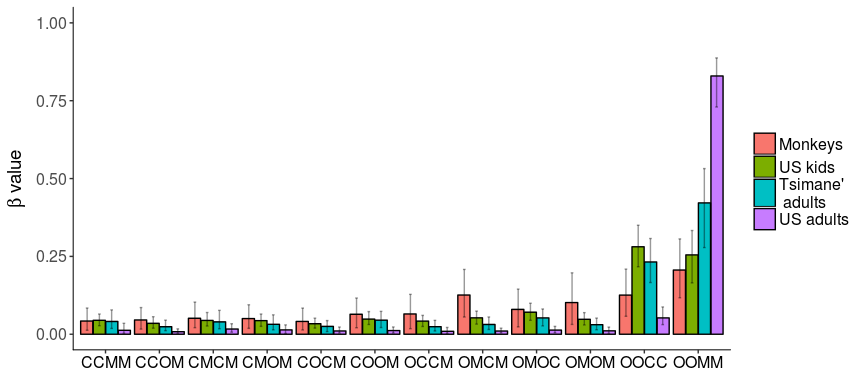 1.00
0.75
0.50
0.25
0.00
β value
CCMM CCOM CMCM CMOM COCM COOM OCCM OMCM OMOC OMOM OOCC OOMM
Monkeys
US kids
Tsimane'
adults
US adults